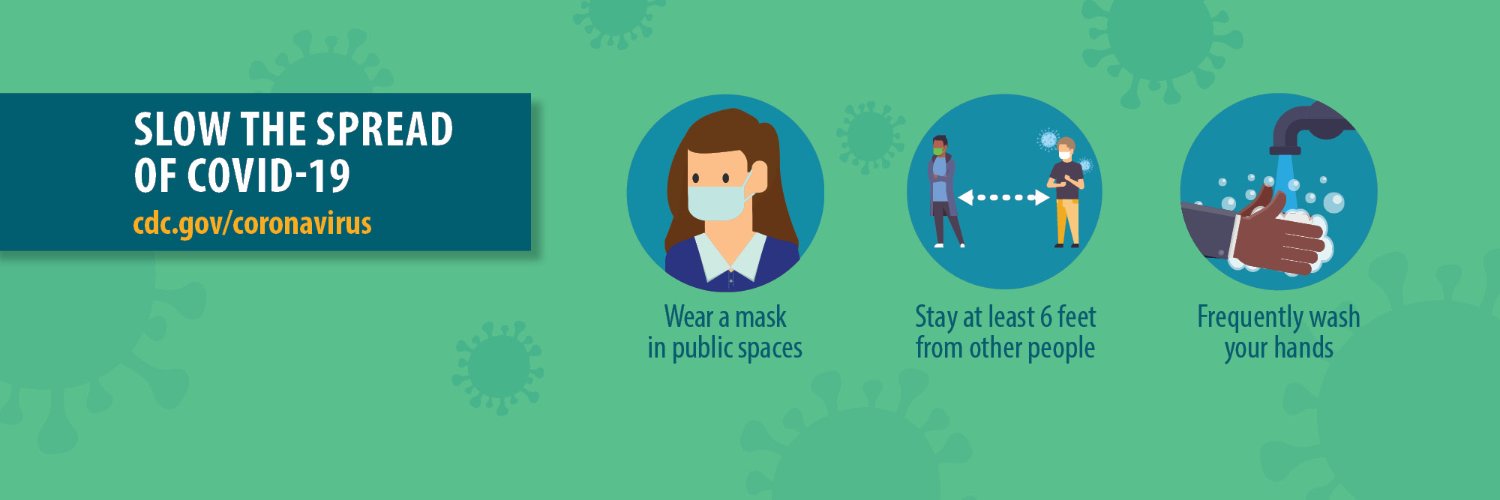 SLOW THE SPREAD
OF COVID-19
cdc.gov/coronavirus
Wear a mask
in public spaces
Stay at least 6 feet
from other people
Frequently wash
your hands